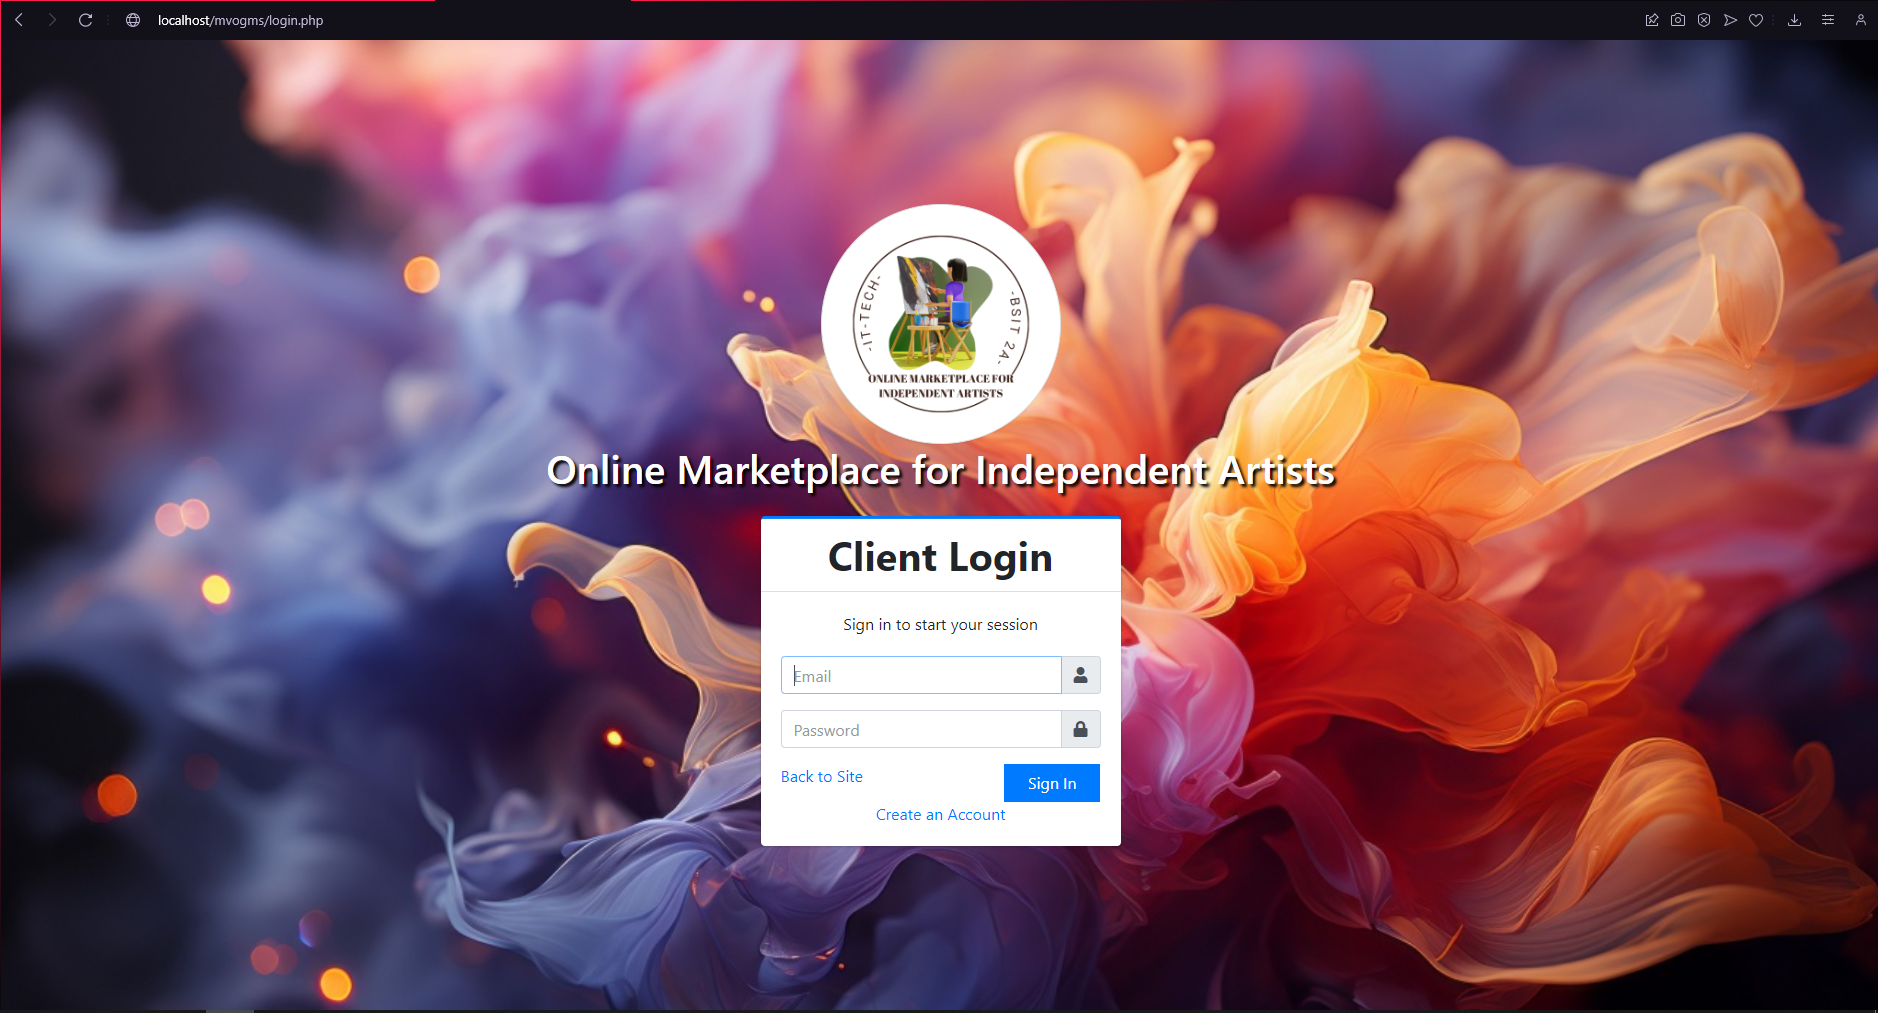 localhost/mvogms/login.php
-IT-TECH-
-BSIT 2A-
ONLINE MARKETPLACE FOR
INDEPENDENT ARTISTS
Online Marketplace for Independent Artists
Client Login
Sign in to start your session
Email
Password
Back to Site
Sign In
Create an Account